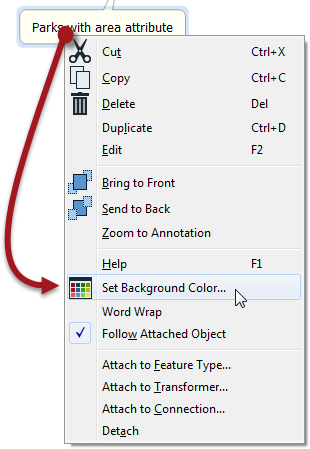 Parks with area attribute
Cut Ctrl+X
Copy Ctrl+C
Delete Del
Duplicate Ctrl+D
Edit F2
Bring to Front
Send to Back
Zoom to Annotation
Help F1
Set Background Color...
Word Wrap
Follow Attached Object
Attach to Feature Type...
Attach to Transformer...
Attach to Connection...
Detach